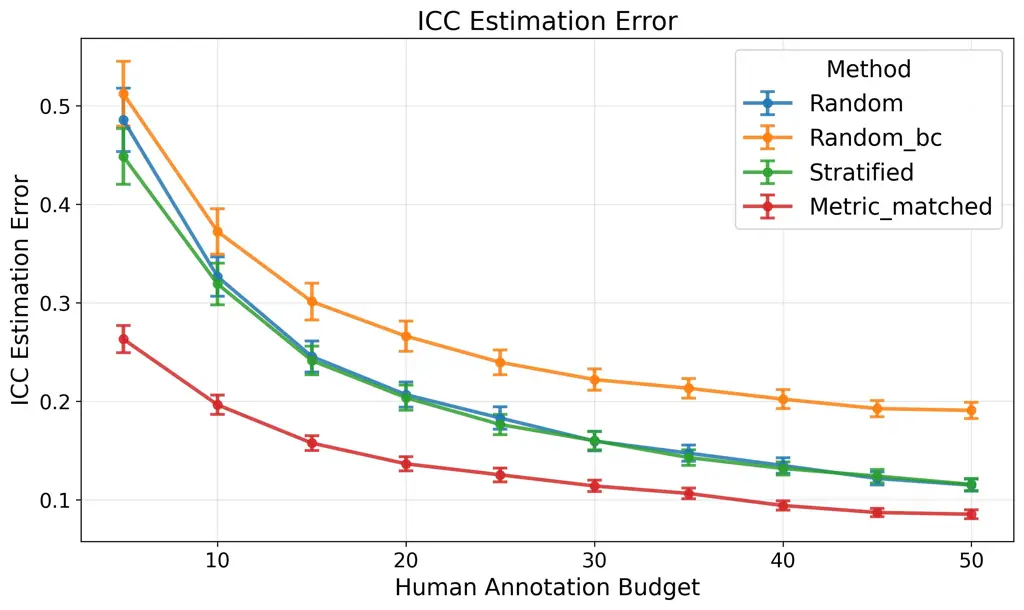 ICC Estimation Error
ICC Estimation Error
0.5
0.4
0.3
0.2
0.1
Method
Random
Random_bc
Stratified
Metric_matched
10
20
30
40
50
Human Annotation Budget